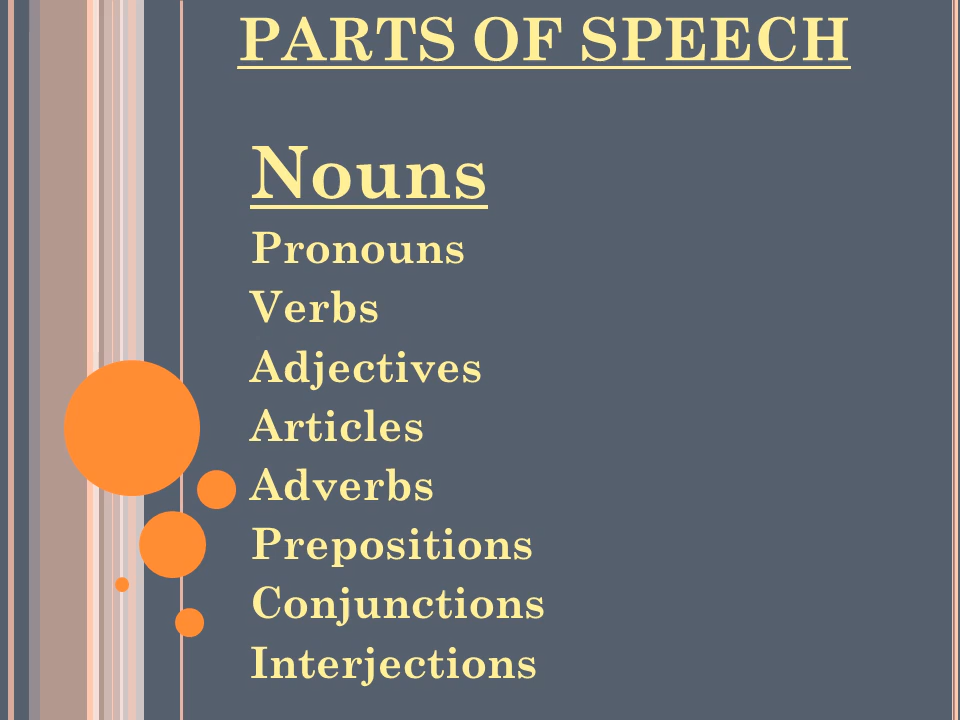 PARTS OF SPEECH
Nouns
Pronouns
Verbs
Adjectives
Articles
Adverbs
Prepositions
Conjunctions
Interjections